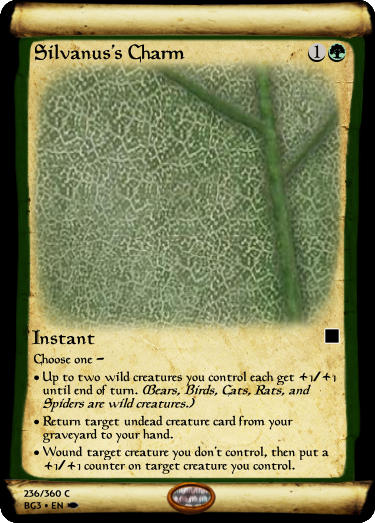 Silvanus's Charm 1
Instant
Choose one –
• Up to two wild creatures you control each get +1/+1
until end of turn. (Bears, Birds, Cats, Rats, and
Spiders are wild creatures.)
• Return target undead creature card from your
graveyard to your hand.
• Wound target creature you don't control, then put a
+1/+1 counter on target creature you control.
236/360 C
BG3 • EN